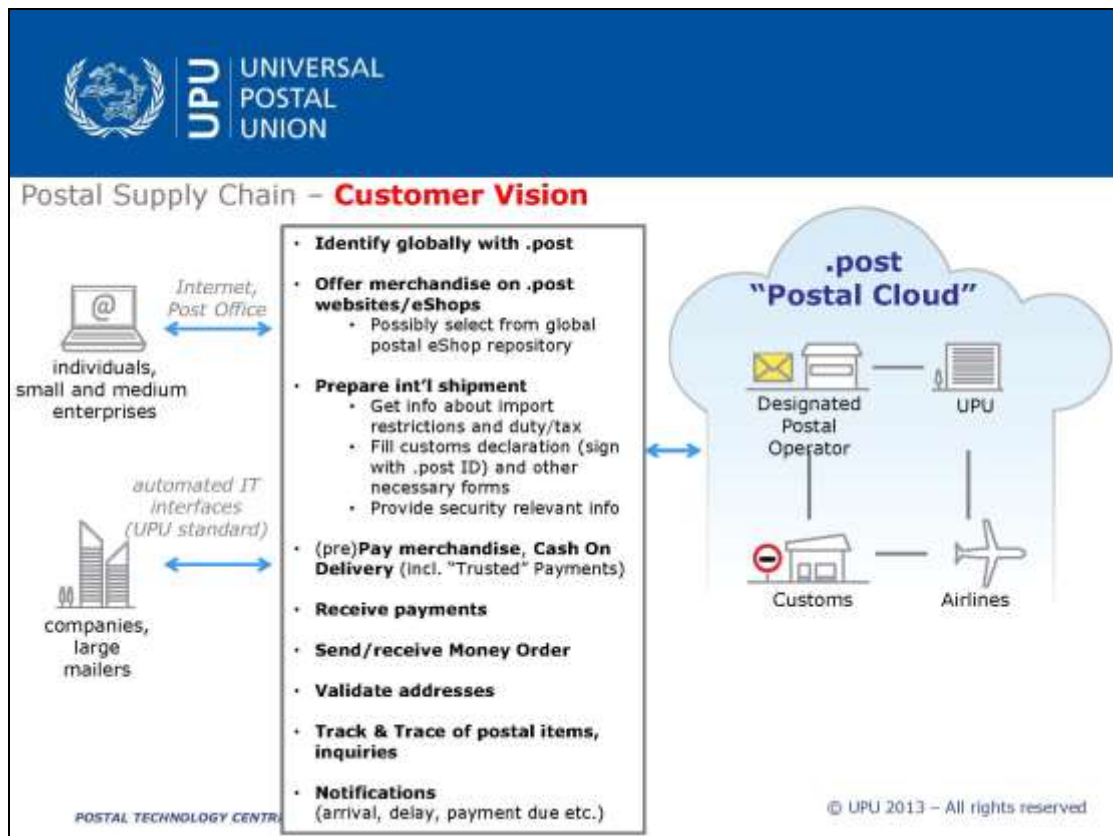 UPU
UNIVERSAL
POSTAL
UNION
Postal Supply Chain – Customer Vision
Internet,
Post Office
@
individuals,
small and medium
enterprises
automated IT
interfaces
(UPU standard)
companies,
large
mailers
• Identify globally with .post
• Offer merchandise on .post
websites/eShops
• Possibly select from global
postal eShop repository
• Prepare int'l shipment
• Get info about import
restrictions and duty/tax
• Fill customs declaration (sign
with .post ID) and other
necessary forms
• Provide security relevant info
• (pre)Pay merchandise, Cash On
Delivery (incl. "Trusted" Payments)
• Receive payments
• Send/receive Money Order
• Validate addresses
• Track & Trace of postal items,
inquiries
• Notifications
(arrival, delay, payment due etc.)
.post
"Postal Cloud"
Designated
Postal
Operator
UPU
Customs
Airlines
POSTAL TECHNOLOGY CENTR
© UPU 2013 – All rights reserved